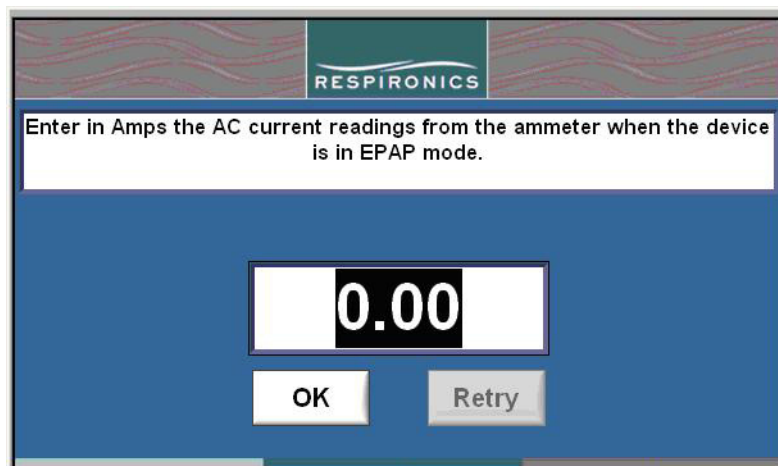 RESPIRONICS
Enter in Amps the AC current readings from the ammeter when the device
is in EPAP mode.
0.00
OK Retry